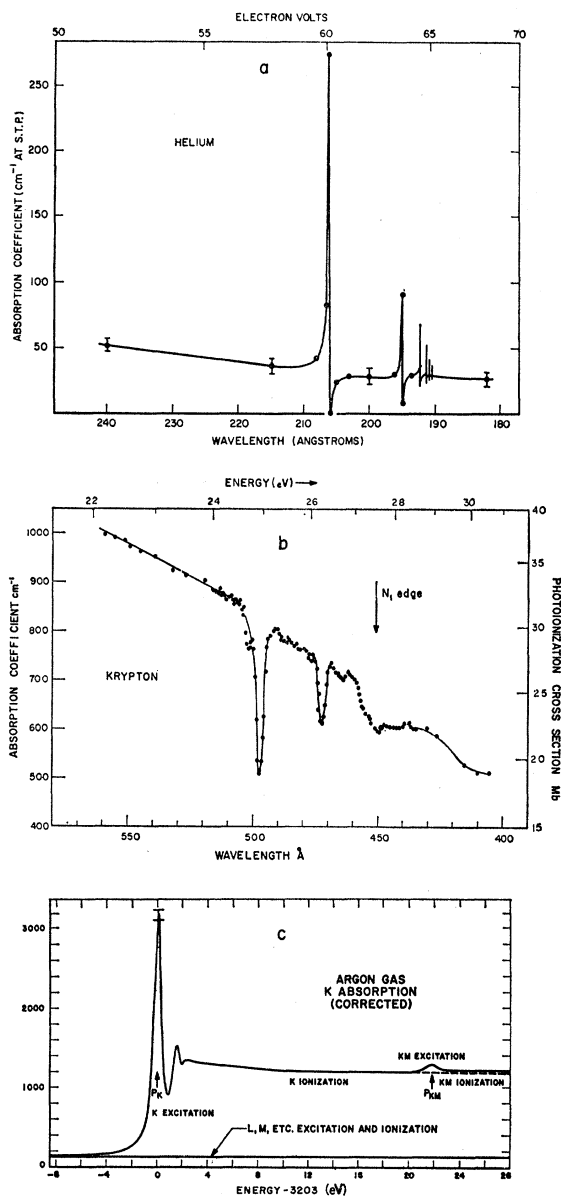 ELECTRON VOLTS
50 55 60 65 70
a
HELIUM
ABSORPTION COEFFICIENT (cm⁻¹ AT S.T.P.)
250
200
150
100
50
240 230 220 210 200 190 180
WAVELENGTH (ANGSTROMS)
ENERGY (eV) →
22 24 26 28 30
b
N₁ edge
KRYPTON
ABSORPTION COEFFICIENT cm⁻¹
1000
900
800
700
600
500
400
40
35
30
25
20
15
PHOTOIONIZATION CROSS SECTION Mb
550 500 450 400
WAVELENGTH Å
c
ARGON GAS
K ABSORPTION
(CORRECTED)
3000
2000
1200
400
0
P_K
K EXCITATION
K IONIZATION
KM EXCITATION
P_KM
KM IONIZATION
L, M, ETC. EXCITATION AND IONIZATION
-8 -4 0 4 8 12 16 20 24 28
ENERGY - 3203 (eV)